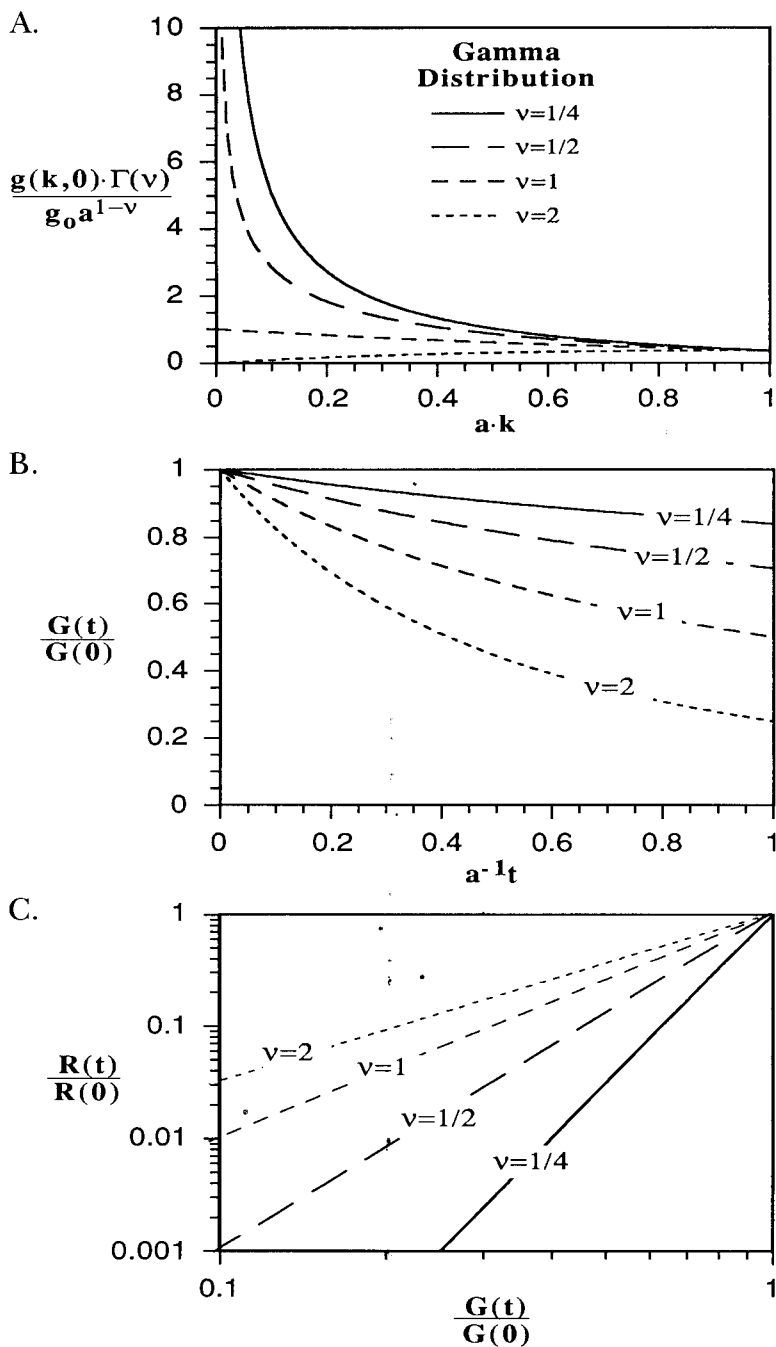 A.
10
8
6
4
2
0
g(k,0)·Γ(ν)
g₀a¹⁻ᵛ
Gamma
Distribution
ν=1/4
ν=1/2
ν=1
ν=2
0 0.2 0.4 0.6 0.8 1
a·k
B.
1
0.8
0.6
0.4
0.2
0
G(t)
G(0)
ν=1/4
ν=1/2
ν=1
ν=2
0 0.2 0.4 0.6 0.8 1
a⁻¹t
C.
1
0.1
0.01
0.001
R(t)
R(0)
ν=2
ν=1
ν=1/2
ν=1/4
0.1 1
G(t)
G(0)